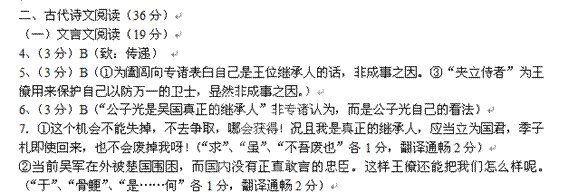 二、古代诗文阅读（36分）
（一）文言文阅读（19分）
4、（3分）B（致：传递）
5、（3分）B（①为阖闾向专诸表白自己是王位继承人的话，非成事之因。③“夹立侍者”为王
僚用来保护自己以防万一的卫士，显然非成事之因。）
6、（3分）B（“公子光是吴国真正的继承人”非专诸认为，而是公子光自己的看法）
7．①这个机会不能失掉，不去争取，哪会获得！况且我是真正的继承人，应当立为国君，季子
札即使回来，也不会废掉我呀！（“求”、“虽”、“不吾废也”各1分，翻译通畅2分）
②当前吴军在外被楚国围困，而国内没有正直敢言的忠臣。这样王僚还能把我们怎么样呢。
（“于”、“骨鲠”、“是……何”各1分，翻译通畅2分）